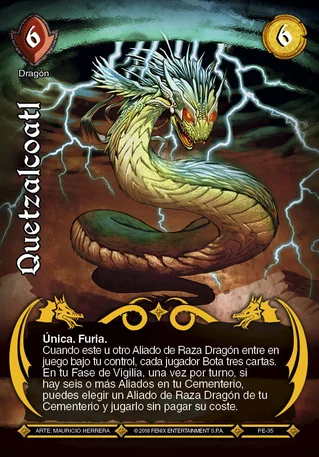 6
6
Dragón
Quetzalcoatl
Única. Furia.
Cuando este u otro Aliado de Raza Dragón entre en
juego bajo tu control, cada jugador Bota tres cartas.
En tu Fase de Vigilia, una vez por turno, si
hay seis o más Aliados en tu Cementerio,
puedes elegir un Aliado de Raza Dragón de tu
Cementerio y jugarlo sin pagar su coste.
ARTE: MAURICIO HERRERA ©2018 FENIX ENTERTAINMENT S.P.A. PE-35